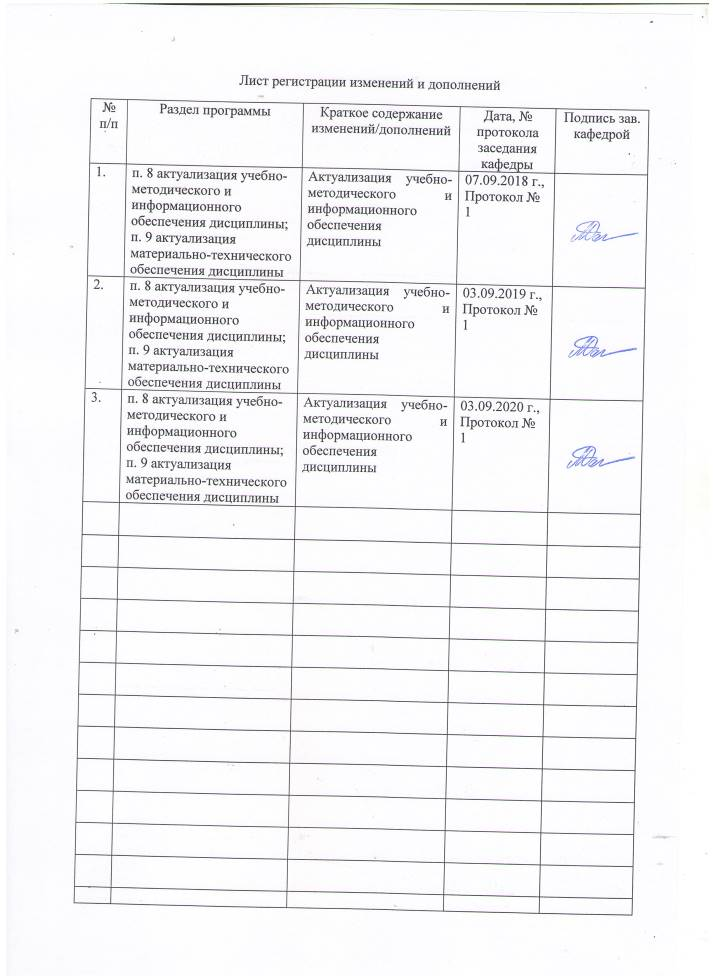 Лист регистрации изменений и дополнений
№
п/п
Раздел программы
Краткое содержание
изменений/дополнений
Дата, №
протокола
заседания
кафедры
Подпись зав.
кафедрой
1.
п. 8 актуализация учебно-
методического и
информационного
обеспечения дисциплины;
п. 9 актуализация
материально-технического
обеспечения дисциплины
Актуализация учебно-
методического и
информационного
обеспечения
дисциплины
07.09.2018 г.,
Протокол №
1
2.
п. 8 актуализация учебно-
методического и
информационного
обеспечения дисциплины;
п. 9 актуализация
материально-технического
обеспечения дисциплины
Актуализация учебно-
методического и
информационного
обеспечения
дисциплины
03.09.2019 г.,
Протокол №
1
3.
п. 8 актуализация учебно-
методического и
информационного
обеспечения дисциплины;
п. 9 актуализация
материально-технического
обеспечения дисциплины
Актуализация учебно-
методического и
информационного
обеспечения
дисциплины
03.09.2020 г.,
Протокол №
1